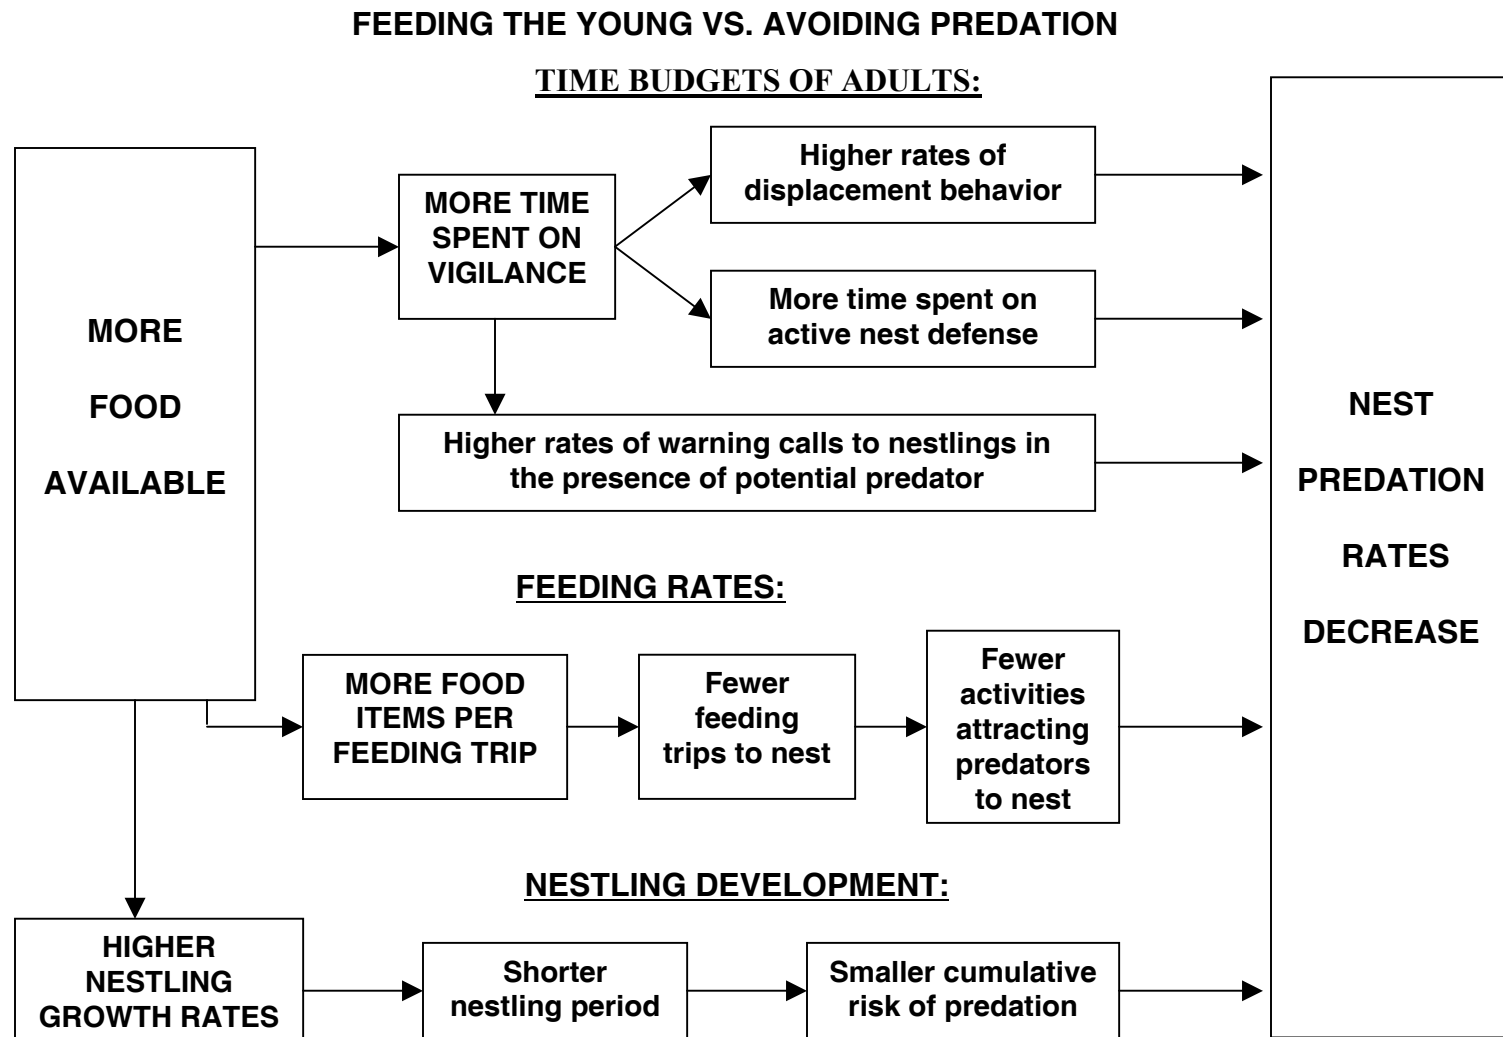 FEEDING THE YOUNG VS. AVOIDING PREDATION
TIME BUDGETS OF ADULTS:
MORE
FOOD
AVAILABLE
MORE TIME
SPENT ON
VIGILANCE
Higher rates of
displacement behavior
More time spent on
active nest defense
Higher rates of warning calls to nestlings in
the presence of potential predator
FEEDING RATES:
MORE FOOD
ITEMS PER
FEEDING TRIP
Fewer
feeding
trips to nest
Fewer
activities
attracting
predators
to nest
NESTLING DEVELOPMENT:
HIGHER
NESTLING
GROWTH RATES
Shorter
nestling period
Smaller cumulative
risk of predation
NEST
PREDATION
RATES
DECREASE